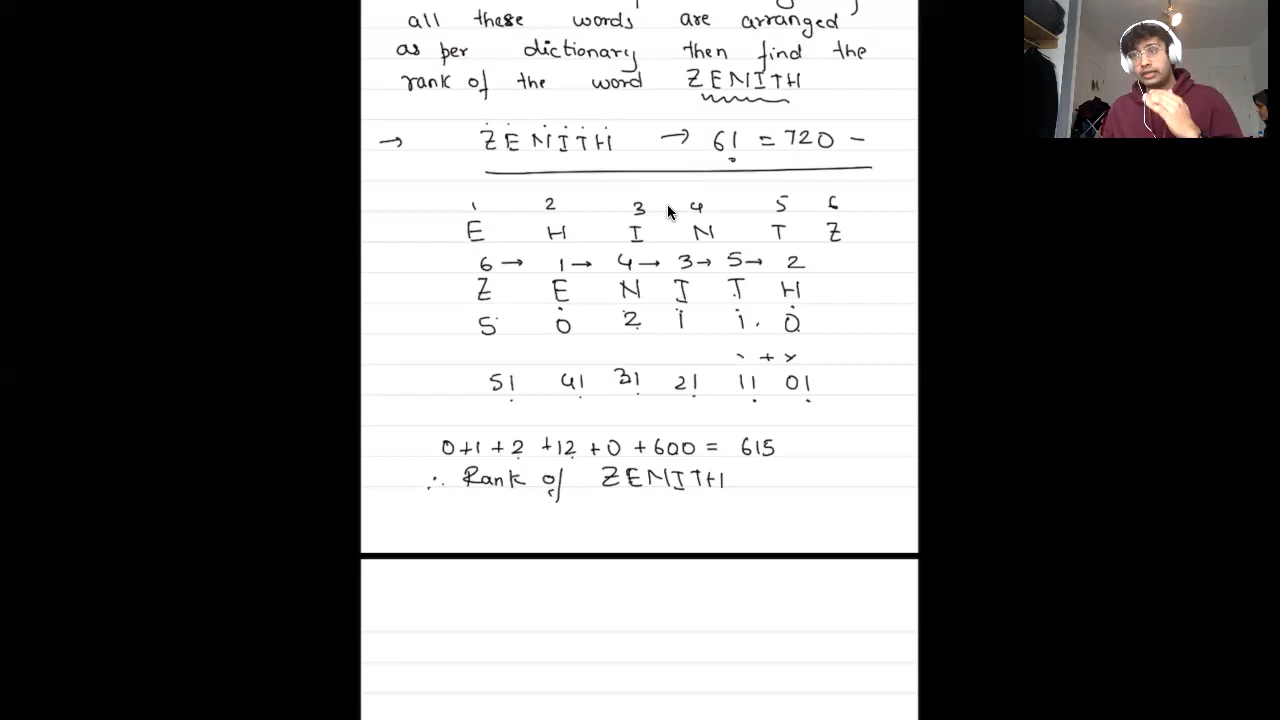 all these words are arranged
as per dictionary then find the
rank of the word ZENITH
→ ZENITH → 6! = 720 -
1 2 3 4 5 6
E H I N T Z
6 → 1 → 4 → 3 → 5 → 2
Z E N I T H
5 0 2 1 1 0
5! 4! 3! 2! 1! 0!
0+1 +2 +12 +0 +600 = 615
∴ Rank of ZENITH